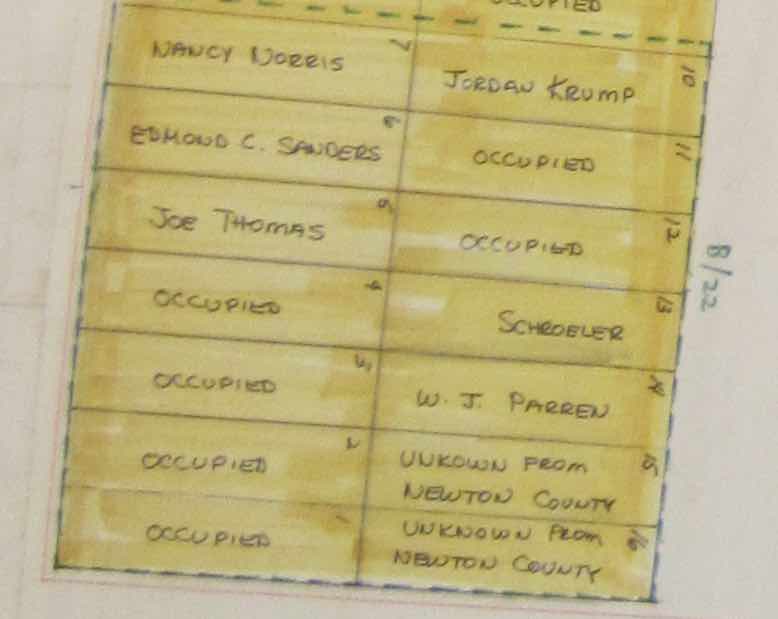 OCCUPIED
NANCY NORRIS 7
JORDAN KRUMP 10
EDMOND C. SANDERS 6
OCCUPIED 11
JOE THOMAS 5
OCCUPIED 12
OCCUPIED 4
SCHROELER 13
OCCUPIED 3
W. J. PARREN 14
OCCUPIED 2
UNKOWN FROM 15
NEWTON COUNTY
OCCUPIED 1
UNKNOWN FROM 16
NEWTON COUNTY
B/22